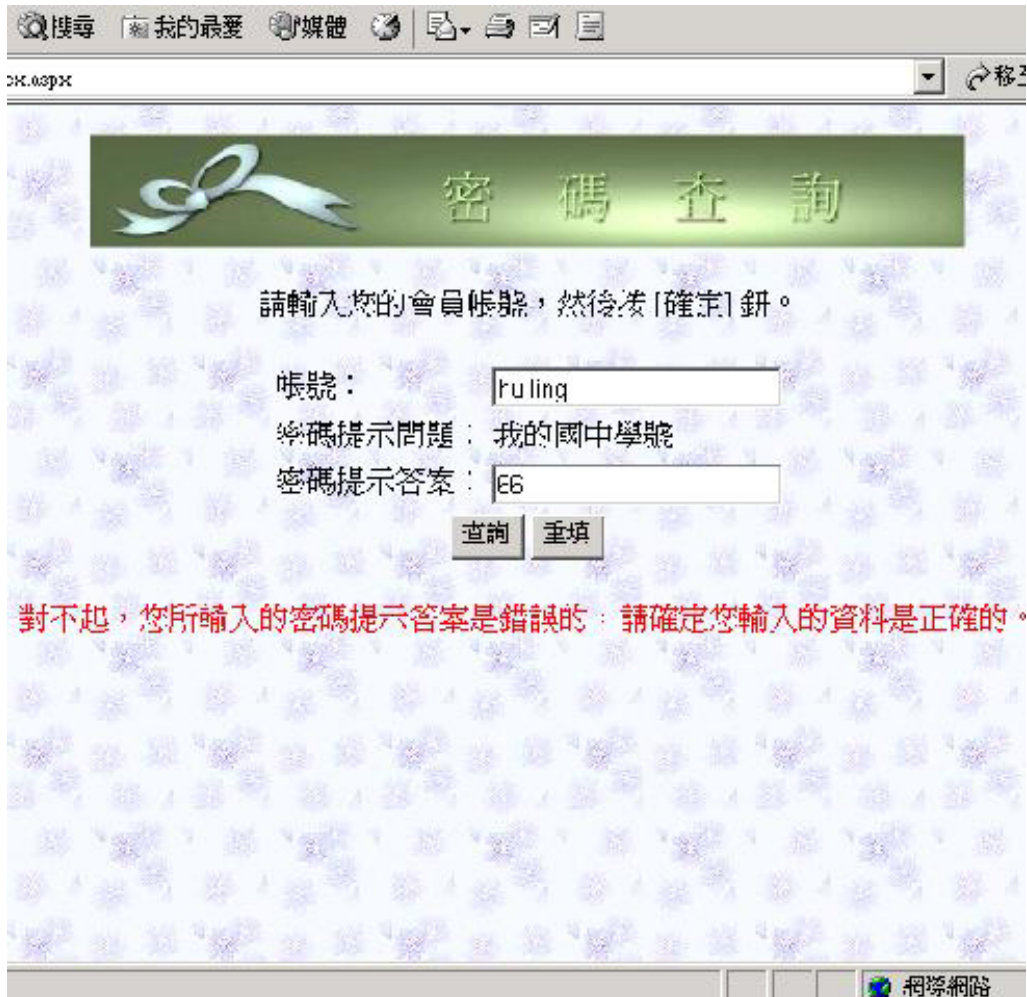 搜尋 我的最愛 媒體
移至
密碼查詢
請輸入您的會員帳號，然後按 [確定] 鈕。
帳號：
密碼提示問題： 我的國中學號
密碼提示答案：
查詢 重填
對不起，您所輸入的密碼提示答案是錯誤的；請確定您輸入的資料是正確的。
網際網路